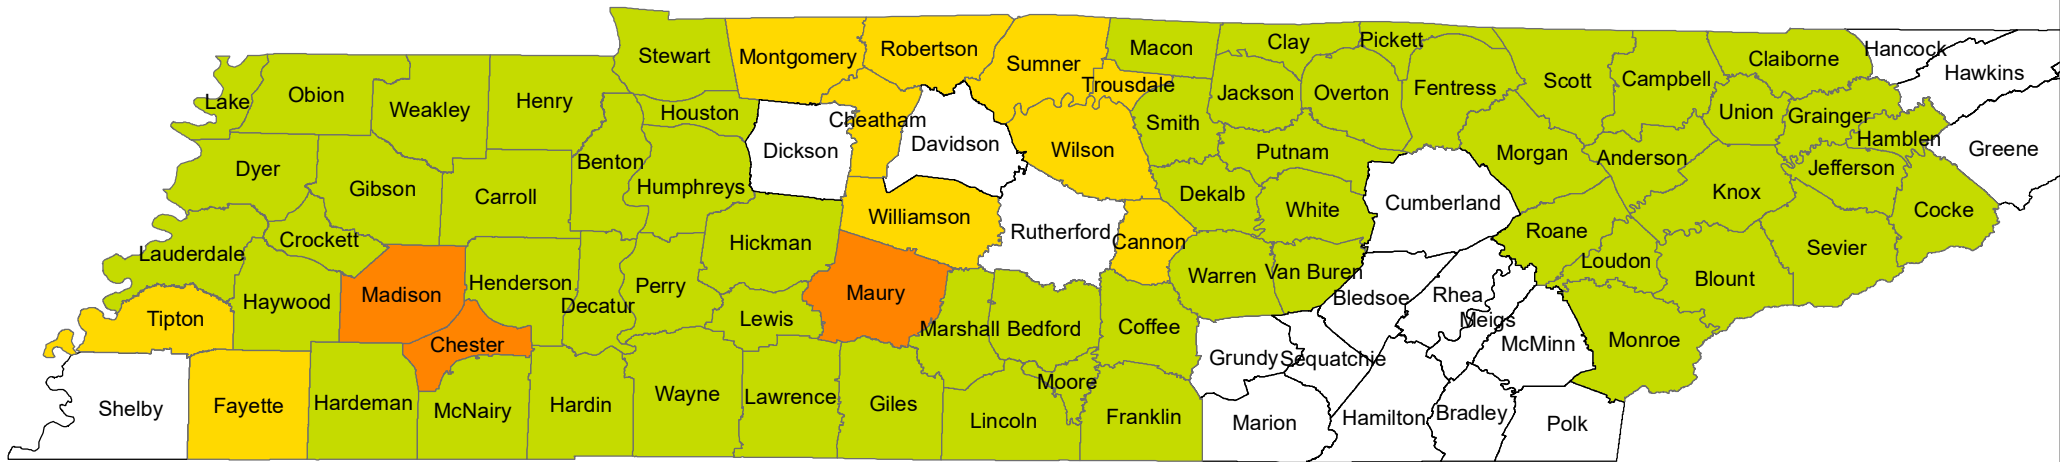 Stewart
Montgomery
Robertson
Sumner
Macon
Clay
Pickett
Claiborne
Hancock
Hawkins
Lake
Obion
Weakley
Henry
Houston
Cheatham
Trousdale
Jackson
Overton
Fentress
Scott
Campbell
Union
Grainger
Hamblen
Greene
Dyer
Gibson
Carroll
Benton
Humphreys
Dickson
Davidson
Wilson
Smith
Putnam
Morgan
Anderson
Knox
Jefferson
Cocke
Lauderdale
Crockett
Hickman
Williamson
Rutherford
Cannon
Dekalb
White
Cumberland
Roane
Loudon
Blount
Sevier
Tipton
Haywood
Madison
Henderson
Decatur
Perry
Lewis
Maury
Marshall
Bedford
Coffee
Warren
Van Buren
Bledsoe
Rhea
Meigs
McMinn
Monroe
Chester
Shelby
Fayette
Hardeman
McNairy
Hardin
Wayne
Lawrence
Giles
Lincoln
Moore
Franklin
Grundy
Sequatchie
Marion
Hamilton
Bradley
Polk